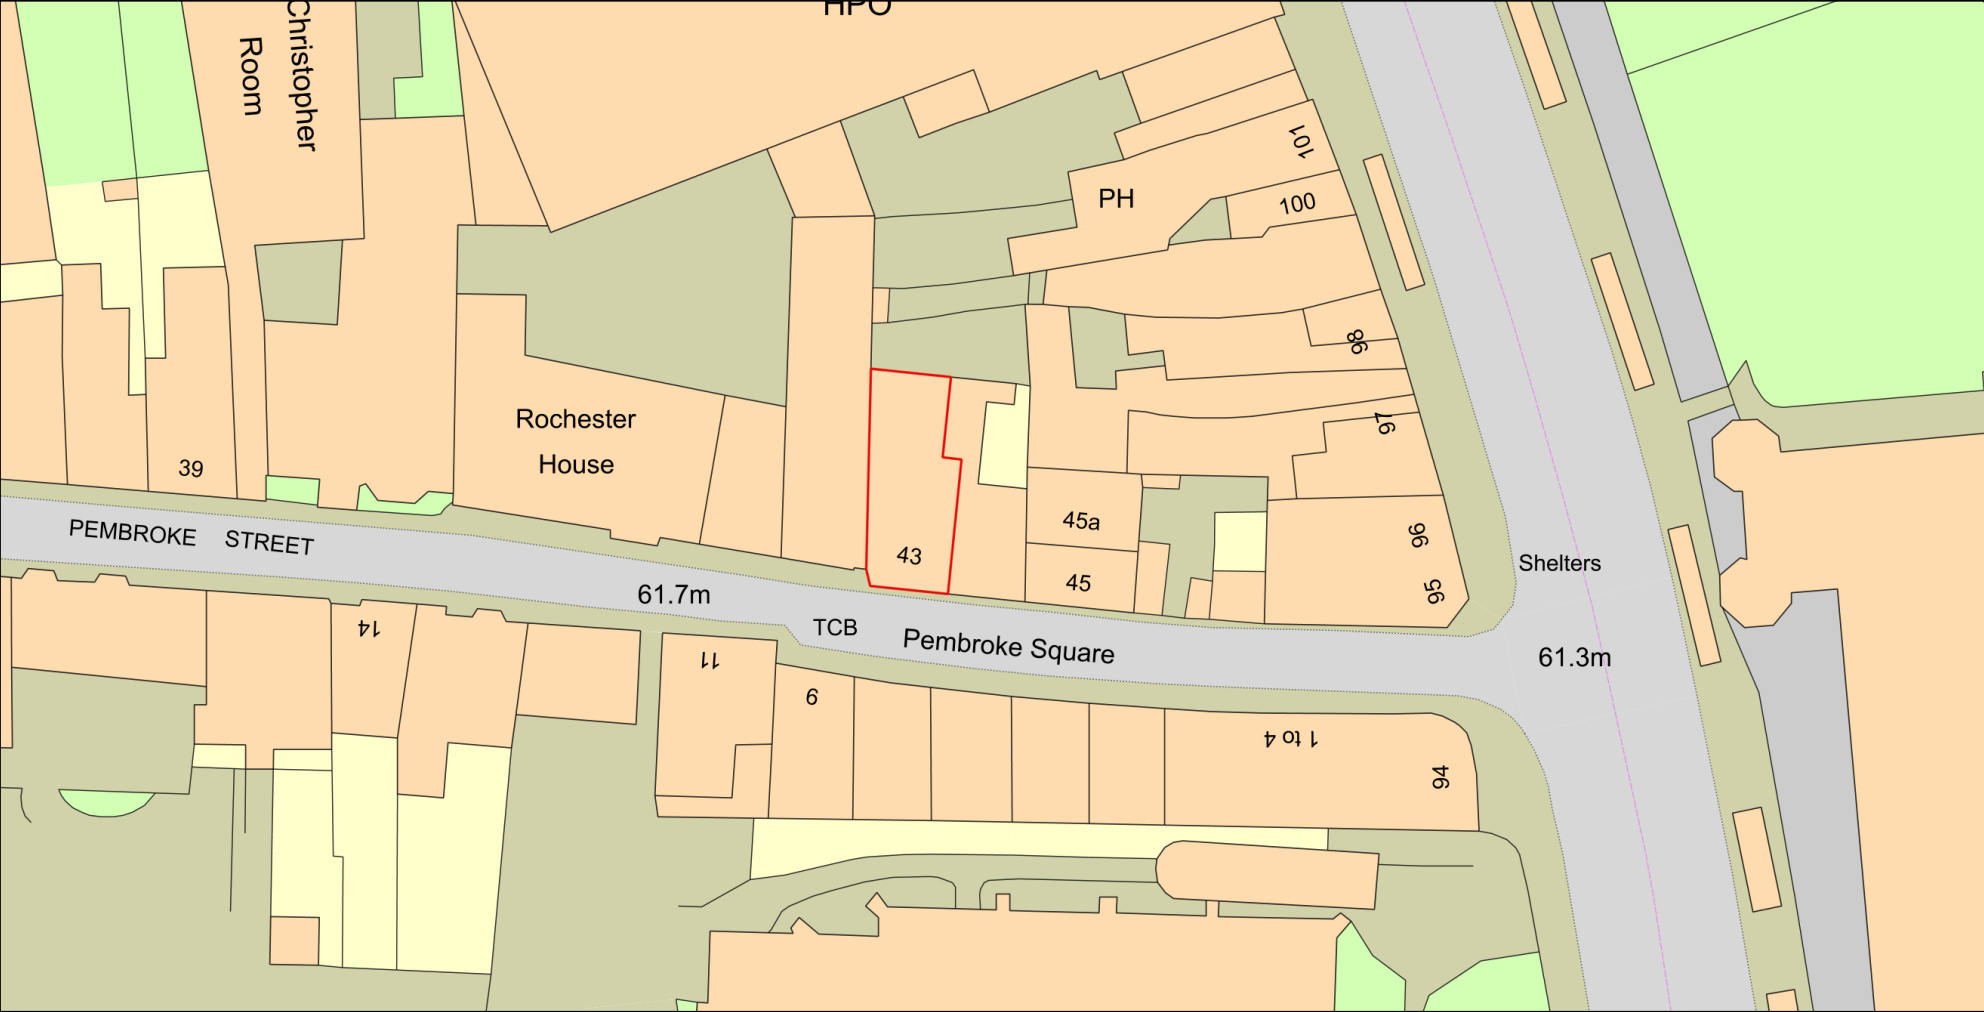 HPO
Christopher
Room
101
PH
100
98
97
Rochester
House
39
96
45a
43
45
95
PEMBROKE STREET
Shelters
61.7m
TCB
Pembroke Square
61.3m
14
11
9
1 to 4
94